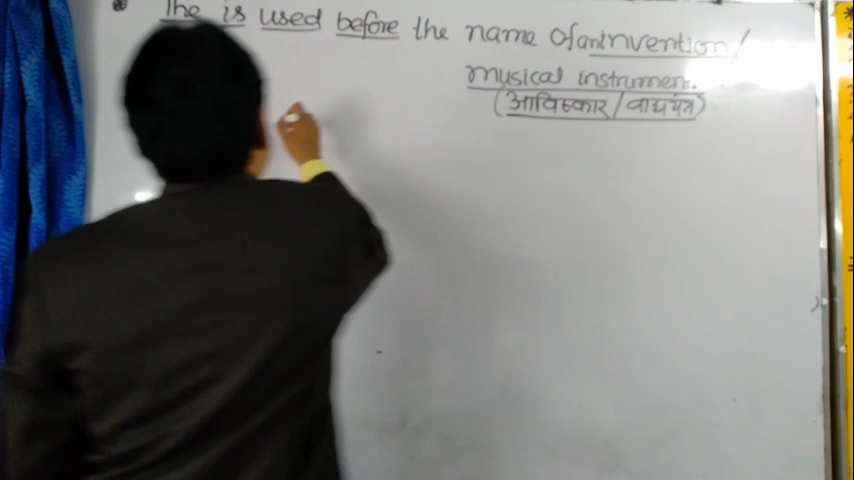 The is used before the name of an invention/
musical instrument.
(आविष्कार/वाद्ययंत्र)